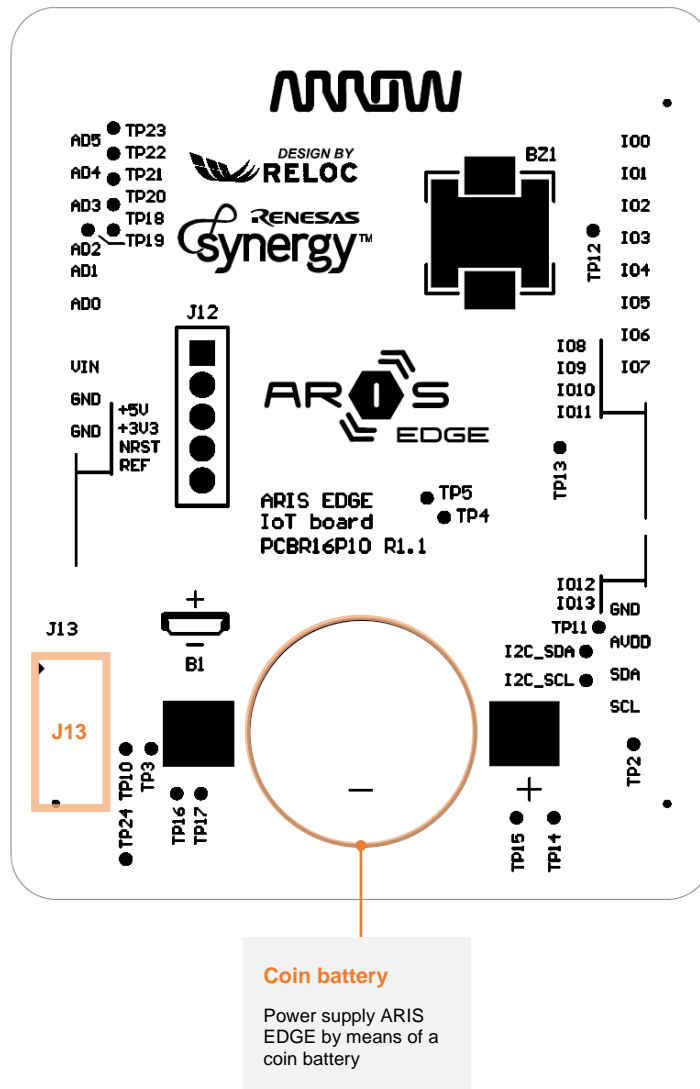 ARROW
TP23
AD5
TP22
AD4
TP21
AD3
TP20
TP18
AD2
TP19
AD1
AD0
DESIGN BY
RELOC
RENESAS
synergy™
BZ1
TP12
IO0
IO1
IO2
IO3
IO4
IO5
IO6
IO7
J12
VIN
GND
GND
+5V
+3V3
NRST
REF
ARIS
EDGE
IO8
IO9
IO10
IO11
TP13
TP5
TP4
ARIS EDGE
IoT board
PCBR16P10 R1.1
IO12
IO13
GND
TP11
AVDD
I2C_SDA
SDA
I2C_SCL
SCL
TP2
J13
J13
+
−
B1
TP10
TP3
TP24
TP16
TP17
−
+
TP15
TP14
Coin battery
Power supply ARIS
EDGE by means of a
coin battery